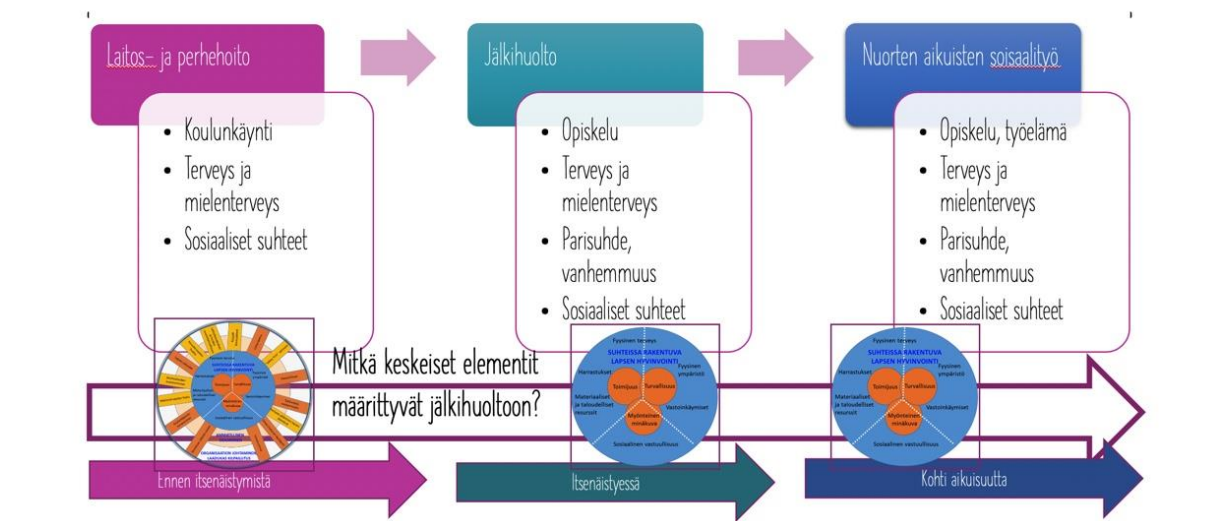 Laitos- ja perhehoito
Koulunkäynti
Terveys ja
mielenterveys
Sosiaaliset suhteet
Jälkihuolto
Opiskelu
Terveys ja
mielenterveys
Parisuhde,
vanhemmuus
Sosiaaliset suhteet
Nuorten aikuisten soisaalityö
Opiskelu, työelämä
Terveys ja
mielenterveys
Parisuhde,
vanhemmuus
Sosiaaliset suhteet
Mitkä keskeiset elementit
määrittyvät jälkihuoltoon?
Fyysinen terveys
SUHTEISSA RAKENTUVA
LAPSEN HYVINVOINTI
Harrastukset
Fyysinen
ympäristö
Toimijuus
Turvallisuus
Materiaaliset
ja taloudelliset
resurssit
Vastoinkäymiset
Myönteinen
minäkuva
Sosiaalinen vastuullisuus
Fyysinen terveys
SUHTEISSA RAKENTUVA
LAPSEN HYVINVOINTI
Harrastukset
Fyysinen
ympäristö
Toimijuus
Turvallisuus
Materiaaliset
ja taloudelliset
resurssit
Vastoinkäymiset
Myönteinen
minäkuva
Sosiaalinen vastuullisuus
Ennen itsenäistymistä
Itsenäistyessä
Kohti aikuisuutta